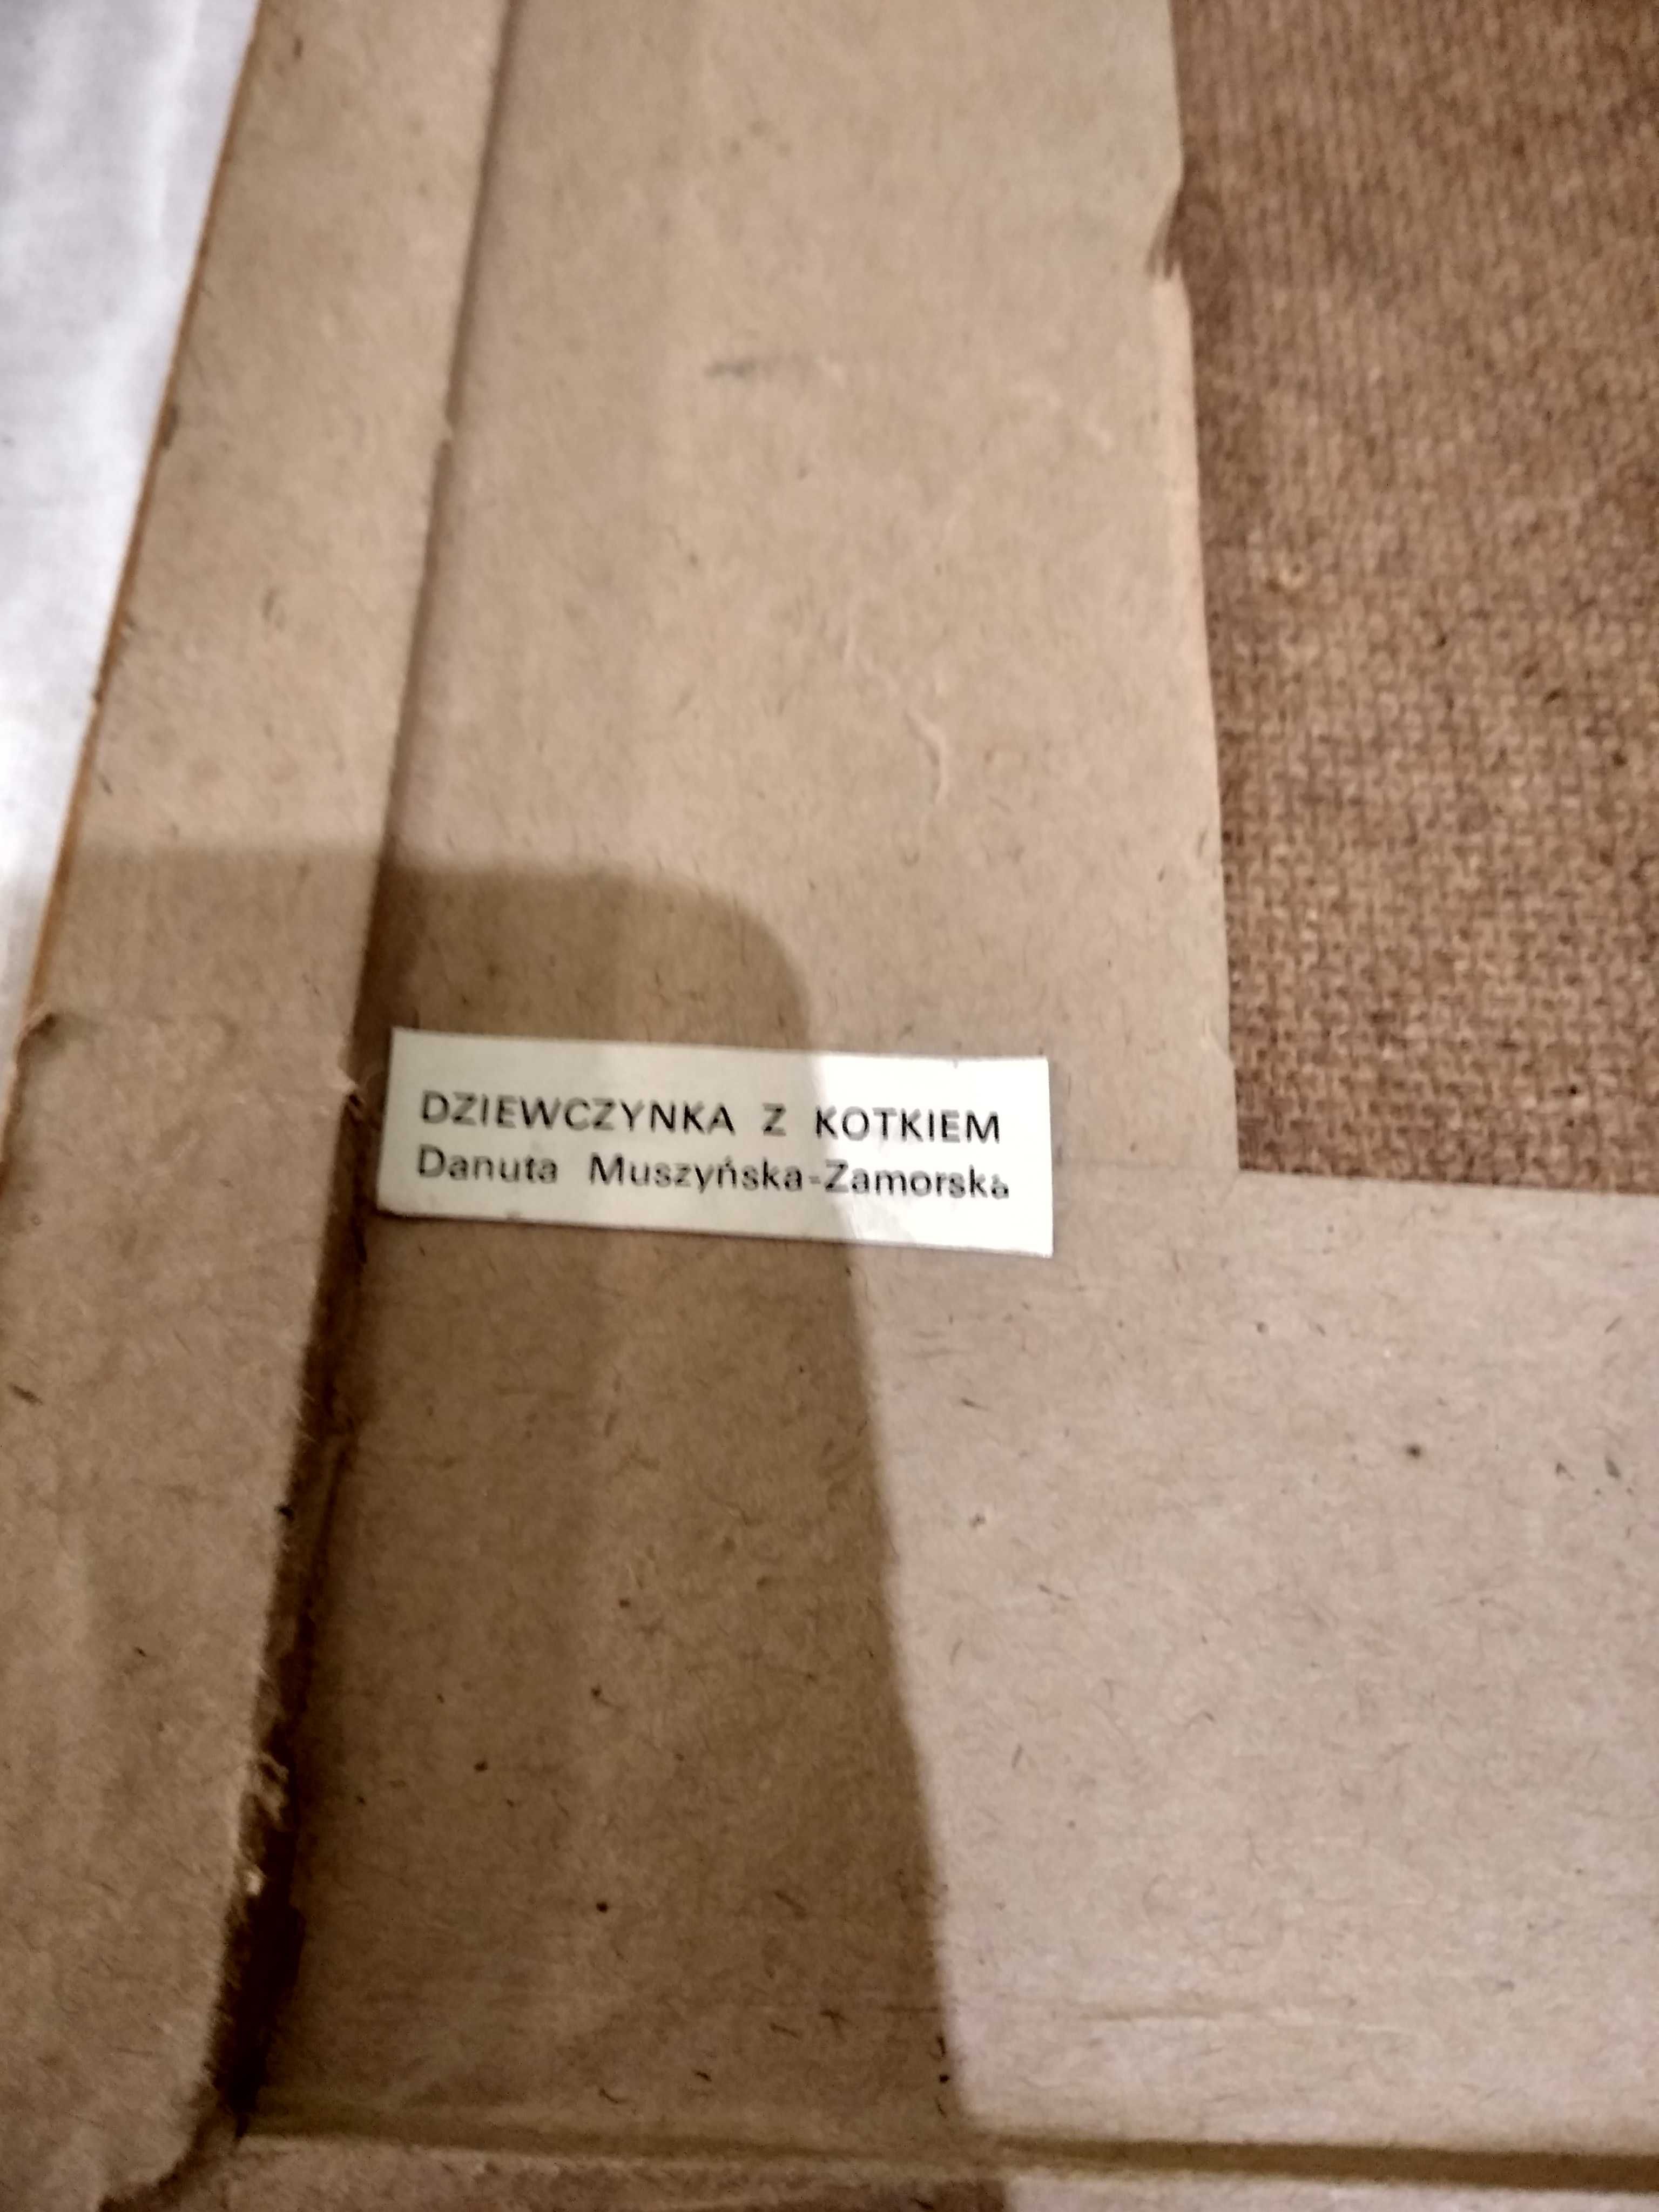 DZIEWCZYNKA Z KOTKIEM
Danuta Muszyńska-Zamorska